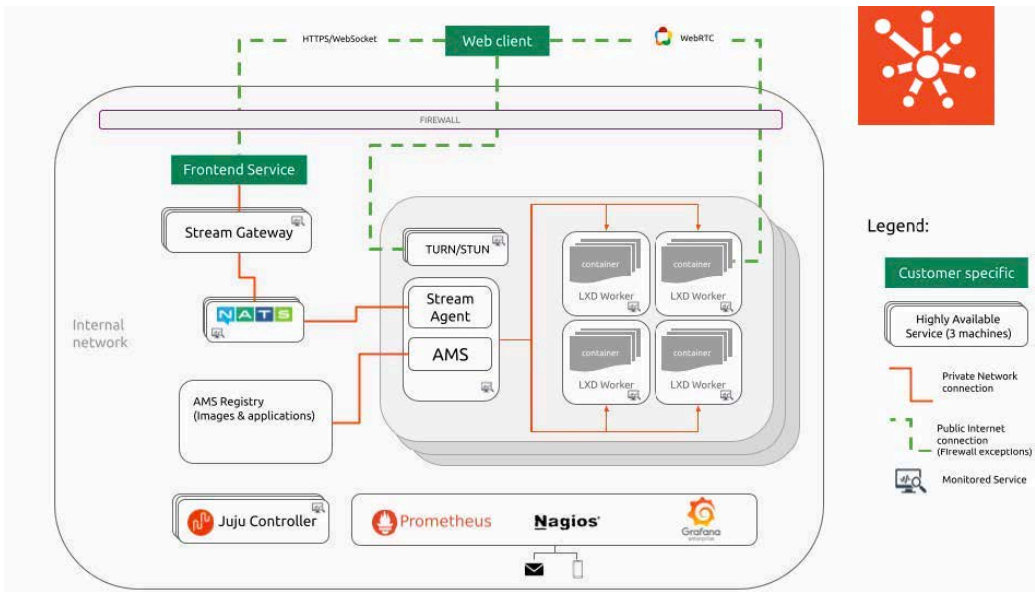 HTTPS/WebSocket
Web client
WebRTC
FIREWALL
Frontend Service
Stream Gateway
TURN/STUN
NATS
Stream
Agent
AMS
container
LXD Worker
container
LXD Worker
container
LXD Worker
container
LXD Worker
Internal
network
AMS Registry
(Images & applications)
Juju Controller
Prometheus
Nagios®
Grafana
enterprise
Legend:
Customer specific
Highly Available
Service (3 machines)
Private Network
connection
Public Internet
connection
(Firewall exceptions)
Monitored Service